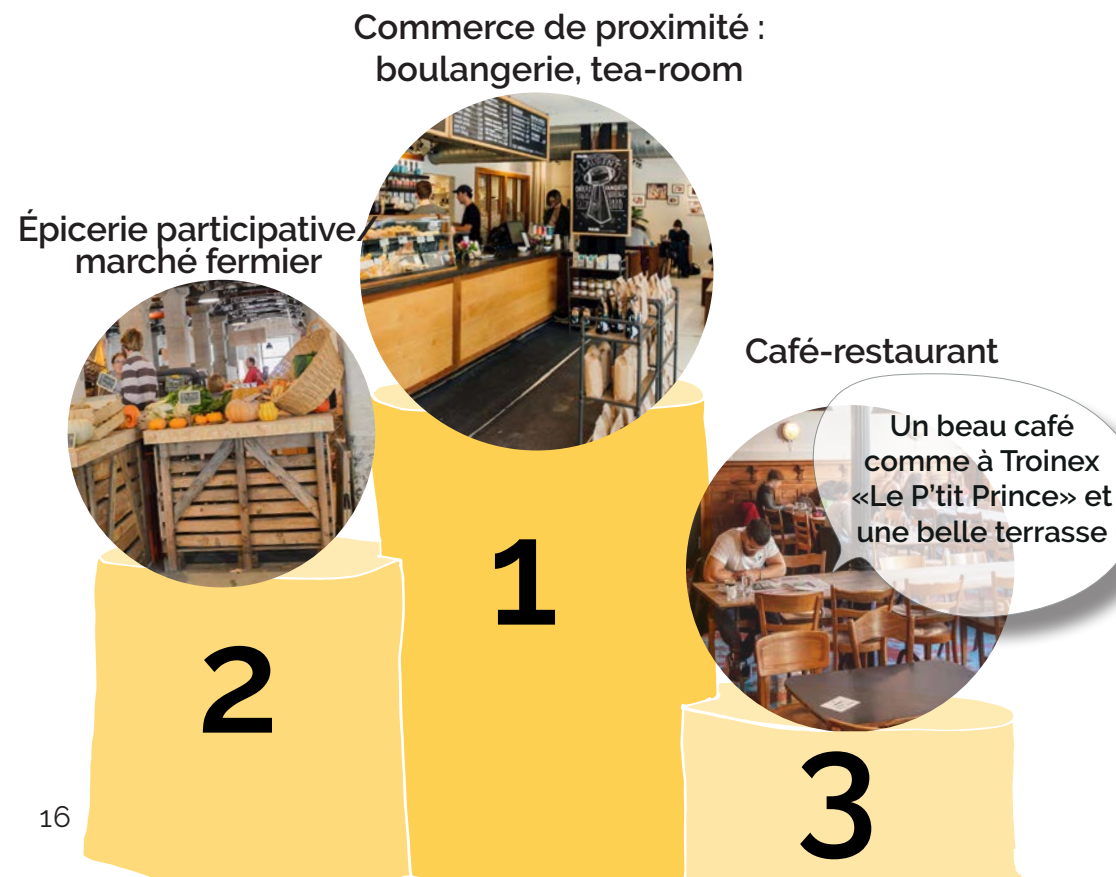 Commerce de proximité :
boulangerie, tea-room
Épicerie participative/
marché fermier
Café-restaurant
Un beau café
comme à Troinex
«Le P'tit Prince» et
une belle terrasse
1
2
3
16